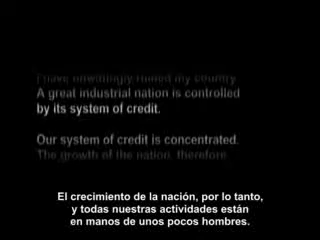 I have unwittingly ruined my country.
A great industrial nation is controlled
by its system of credit.
Our system of credit is concentrated.
The growth of the nation, therefore
El crecimiento de la nación, por lo tanto,
y todas nuestras actividades están
en manos de unos pocos hombres.